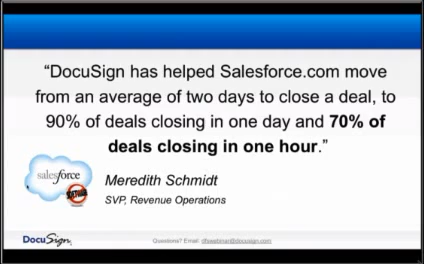 “DocuSign has helped Salesforce.com move
from an average of two days to close a deal, to
90% of deals closing in one day and 70% of
deals closing in one hour.”
salesforce
Meredith Schmidt
SVP, Revenue Operations
DocuSign
Questions? Email: